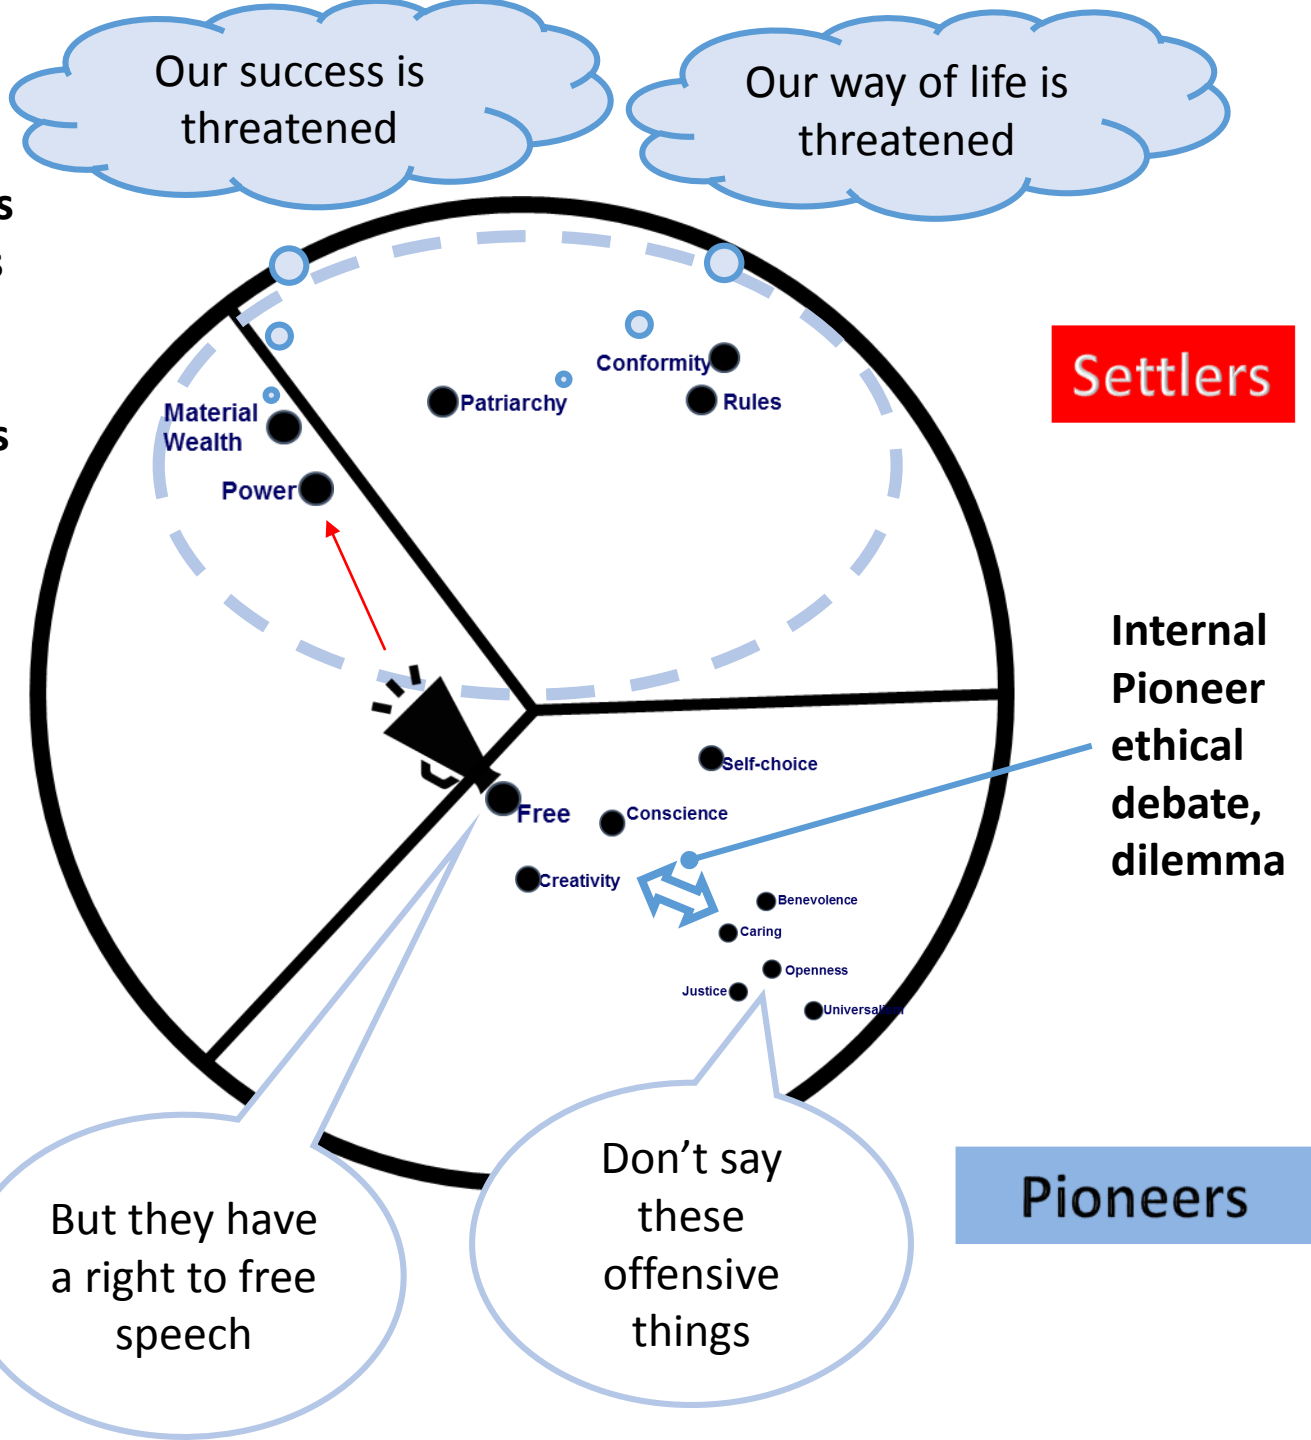 Our success is
threatened
Our way of life is
threatened
s
s
s
Settlers
Conformity
Patriarchy
Rules
Material
Wealth
Power
Internal
Pioneer
ethical
debate,
dilemma
Self-choice
Free
Conscience
Creativity
Benevolence
Caring
Openness
Justice
Universalism
Don’t say
these
offensive
things
Pioneers
But they have
a right to free
speech